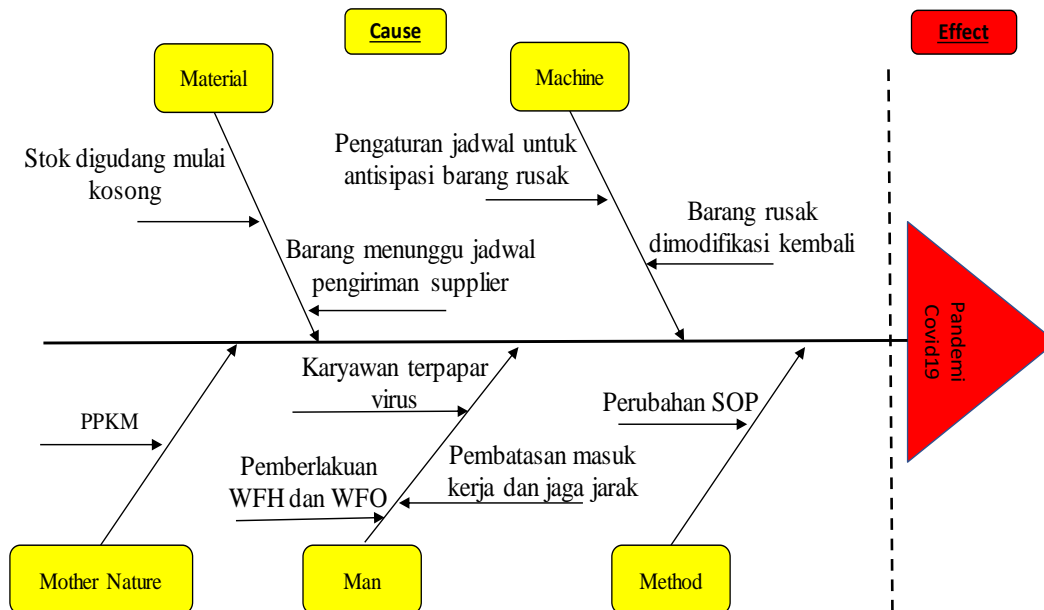 Cause
Effect
Material
Machine
Stok digudang mulai
kosong
Pengaturan jadwal untuk
antisipasi barang rusak
Barang rusak
dimodifikasi kembali
Barang menunggu jadwal
pengiriman supplier
Pandemi
Covid19
Karyawan terpapar
virus
Perubahan SOP
PPKM
Pemberlakuan
WFH dan WFO
Pembatasan masuk
kerja dan jaga jarak
Mother Nature
Man
Method